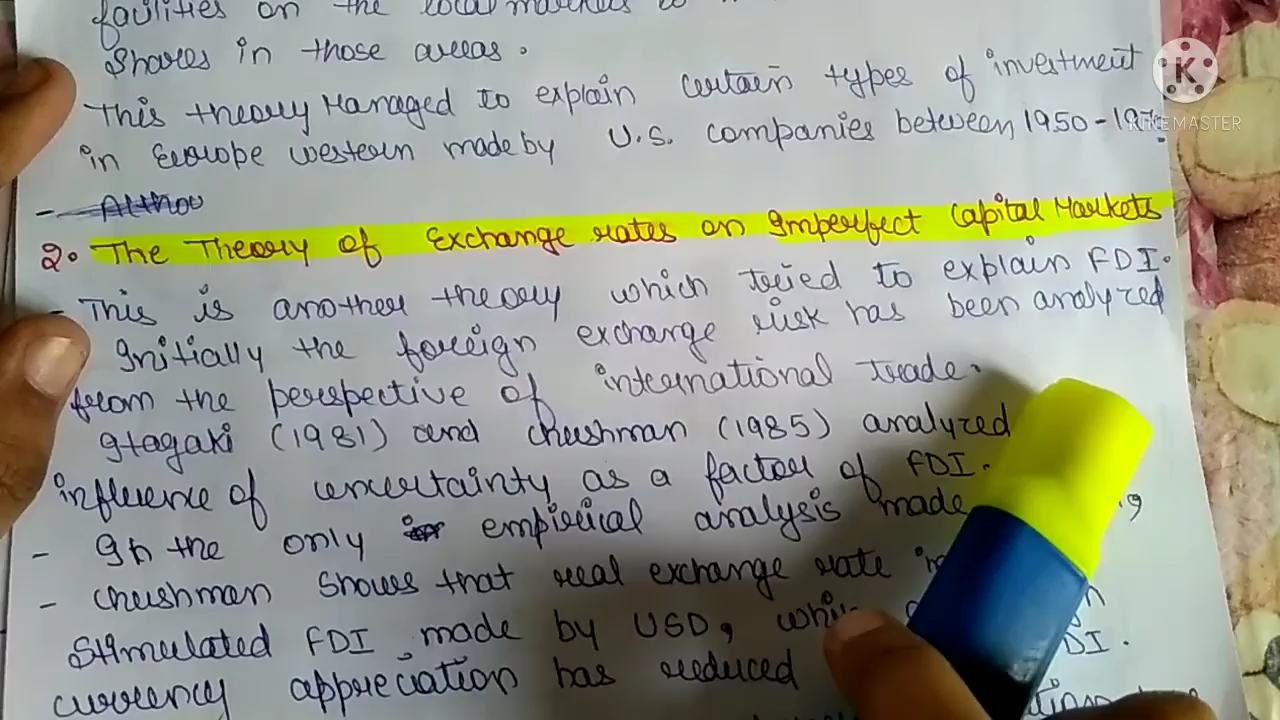 facilities on the local markets
Shares in those areas.
This theory managed to explain certain types of investment
in Europe western made by U.S. companies between 1950-197
K
KINEMASTER
- Althou
2. The Theory of Exchange rates on Imperfect Capital Markets
- This is another theory which tried to explain FDI.
Initially the foreign exchange risk has been analyzed
from the perspective of international trade.
Itagaki (1981) and Cushman (1985) analyzed
influence of uncertainty as a factor of FDI.
- In the only empirical analysis made
- Cushman shows that real exchange rate
stimulated FDI made by USD,
currency appreciation has reduced FDI.